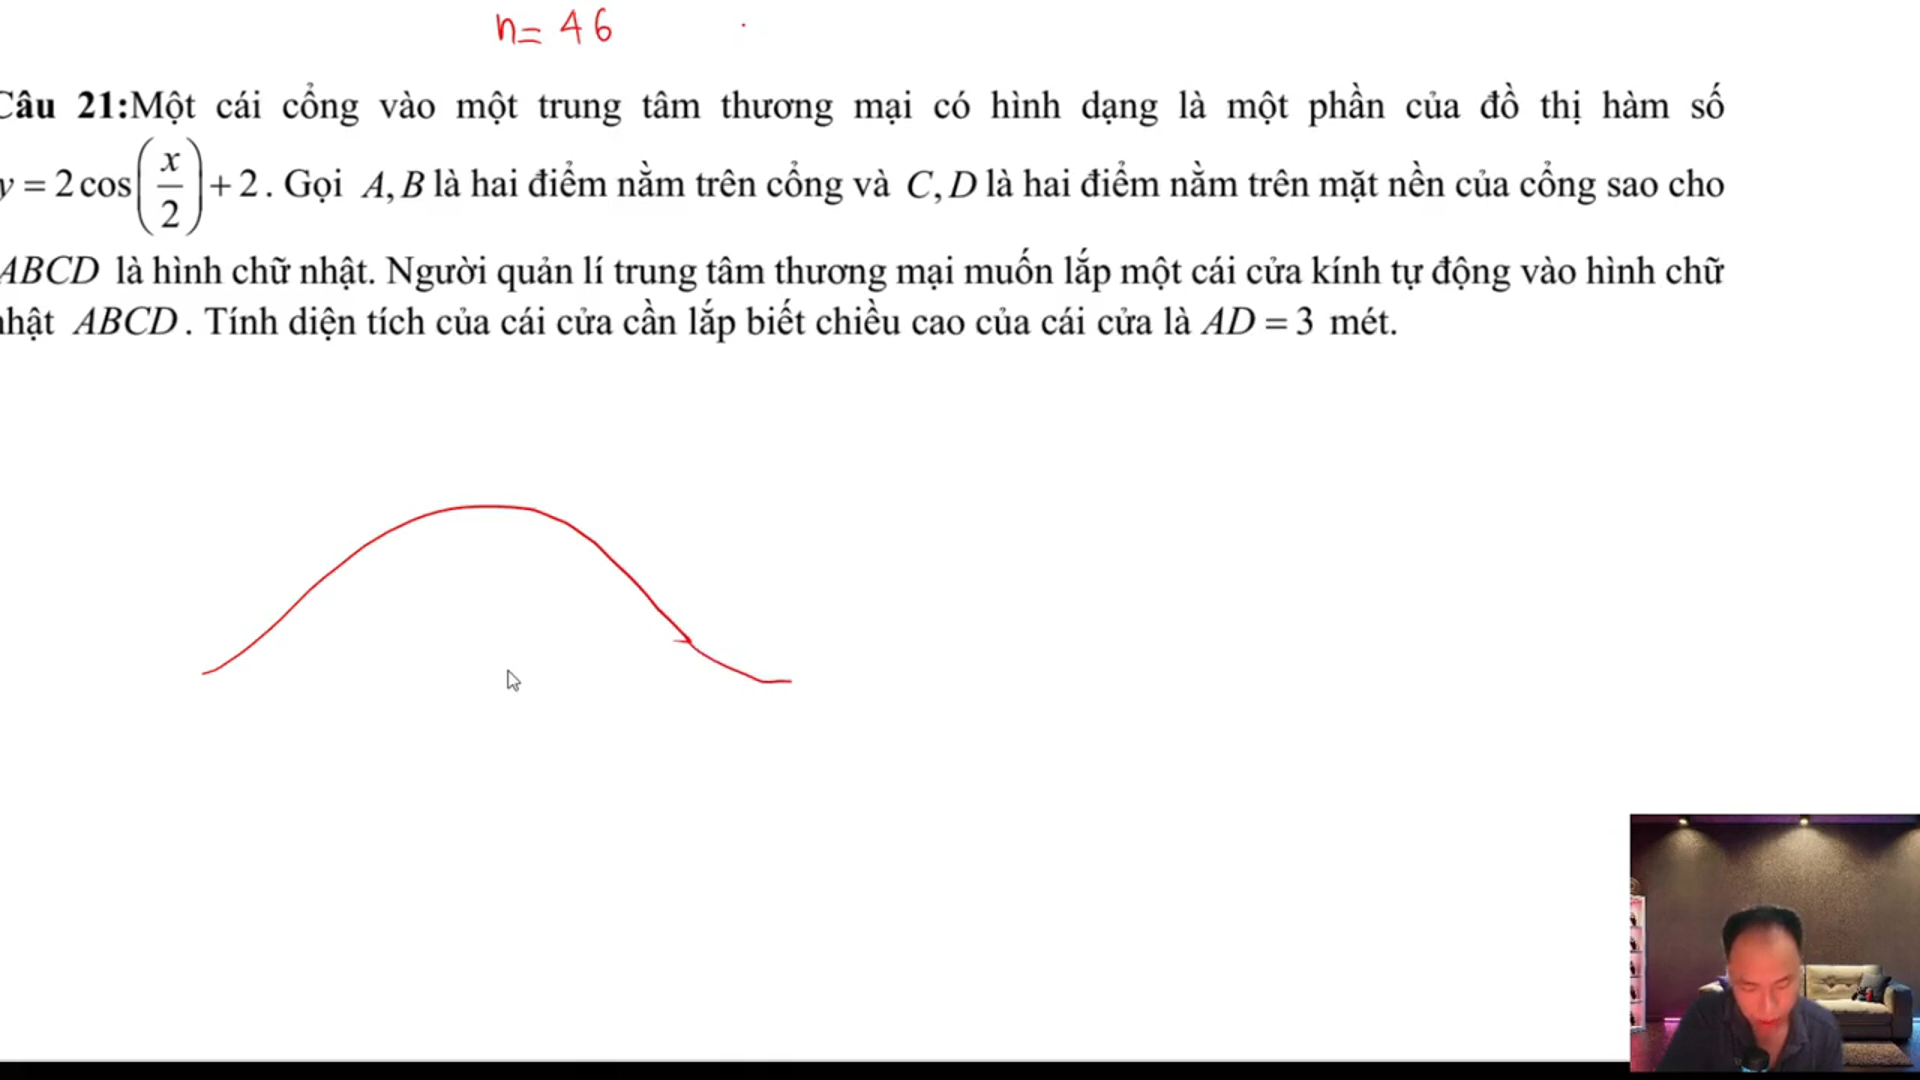 n = 46
Câu 21:Một cái cổng vào một trung tâm thương mại có hình dạng là một phần của đồ thị hàm số
y = 2cos(x/2)+2. Gọi A, B là hai điểm nằm trên cổng và C, D là hai điểm nằm trên mặt nền của cổng sao cho
ABCD là hình chữ nhật. Người quản lí trung tâm thương mại muốn lắp một cái cửa kính tự động vào hình chữ
nhật ABCD. Tính diện tích của cái cửa cần lắp biết chiều cao của cái cửa là AD = 3 mét.